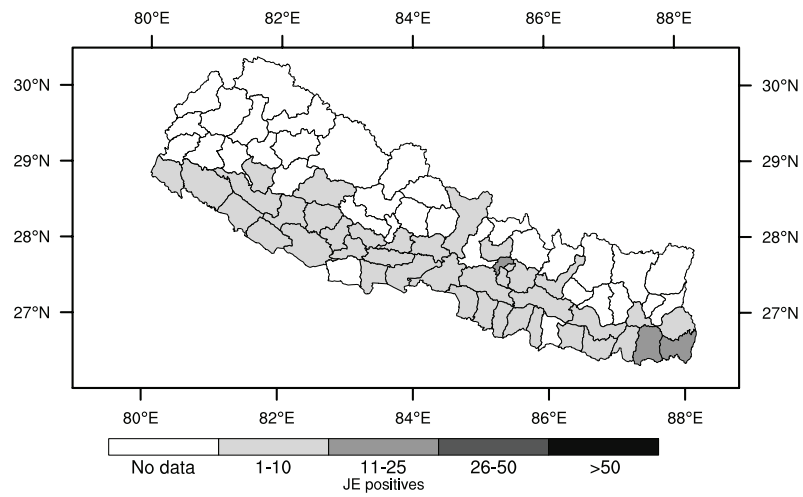 80°E 82°E 84°E 86°E 88°E
30°N 30°N
29°N 29°N
28°N 28°N
27°N 27°N
80°E 82°E 84°E 86°E 88°E
No data 1-10 11-25 26-50 >50
JE positives